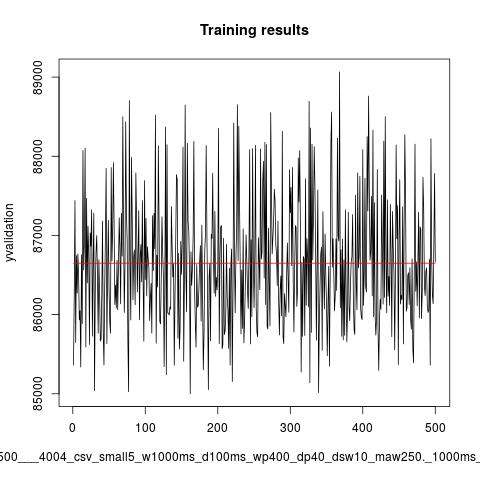 Training results
yvalidation
89000
88000
87000
86000
85000
0 100 200 300 400 500
500___4004_csv_small5_w1000ms_d100ms_wp400_dp40_dsw10_maw250._1000ms_